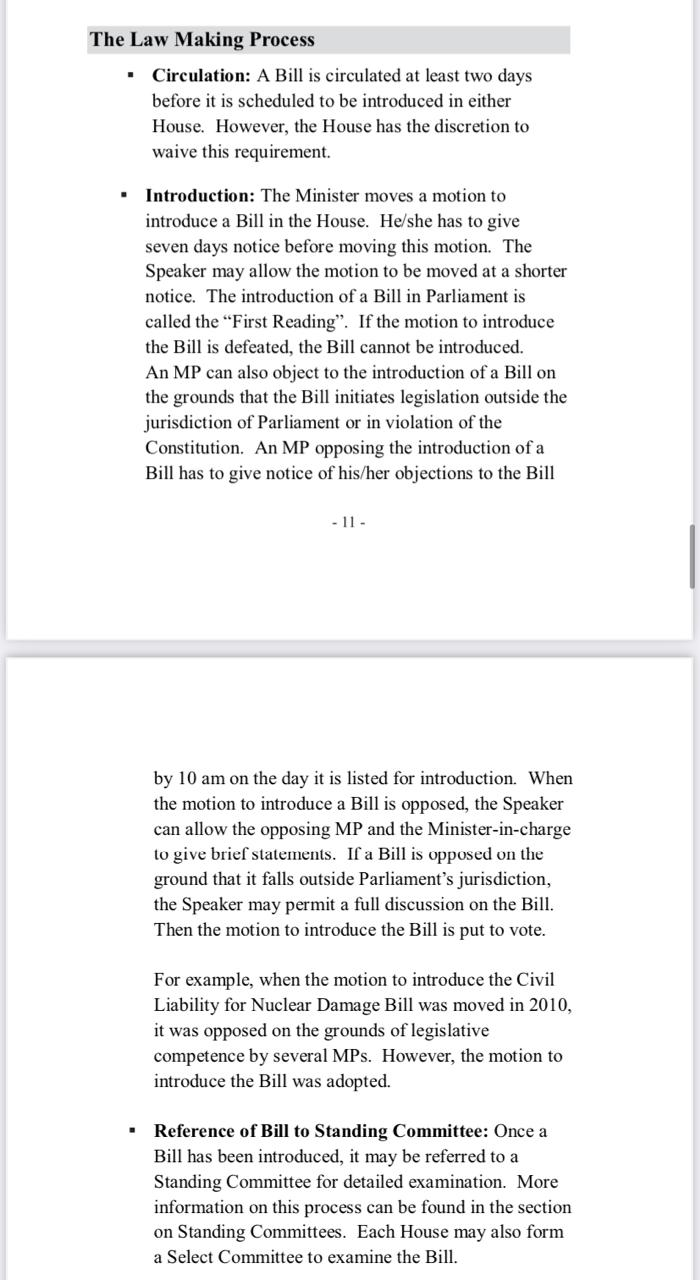 The Law Making Process
▪ Circulation: A Bill is circulated at least two days
before it is scheduled to be introduced in either
House. However, the House has the discretion to
waive this requirement.
▪ Introduction: The Minister moves a motion to
introduce a Bill in the House. He/she has to give
seven days notice before moving this motion. The
Speaker may allow the motion to be moved at a shorter
notice. The introduction of a Bill in Parliament is
called the “First Reading”. If the motion to introduce
the Bill is defeated, the Bill cannot be introduced.
An MP can also object to the introduction of a Bill on
the grounds that the Bill initiates legislation outside the
jurisdiction of Parliament or in violation of the
Constitution. An MP opposing the introduction of a
Bill has to give notice of his/her objections to the Bill
- 11 -
by 10 am on the day it is listed for introduction. When
the motion to introduce a Bill is opposed, the Speaker
can allow the opposing MP and the Minister-in-charge
to give brief statements. If a Bill is opposed on the
ground that it falls outside Parliament’s jurisdiction,
the Speaker may permit a full discussion on the Bill.
Then the motion to introduce the Bill is put to vote.
For example, when the motion to introduce the Civil
Liability for Nuclear Damage Bill was moved in 2010,
it was opposed on the grounds of legislative
competence by several MPs. However, the motion to
introduce the Bill was adopted.
▪ Reference of Bill to Standing Committee: Once a
Bill has been introduced, it may be referred to a
Standing Committee for detailed examination. More
information on this process can be found in the section
on Standing Committees. Each House may also form
a Select Committee to examine the Bill.